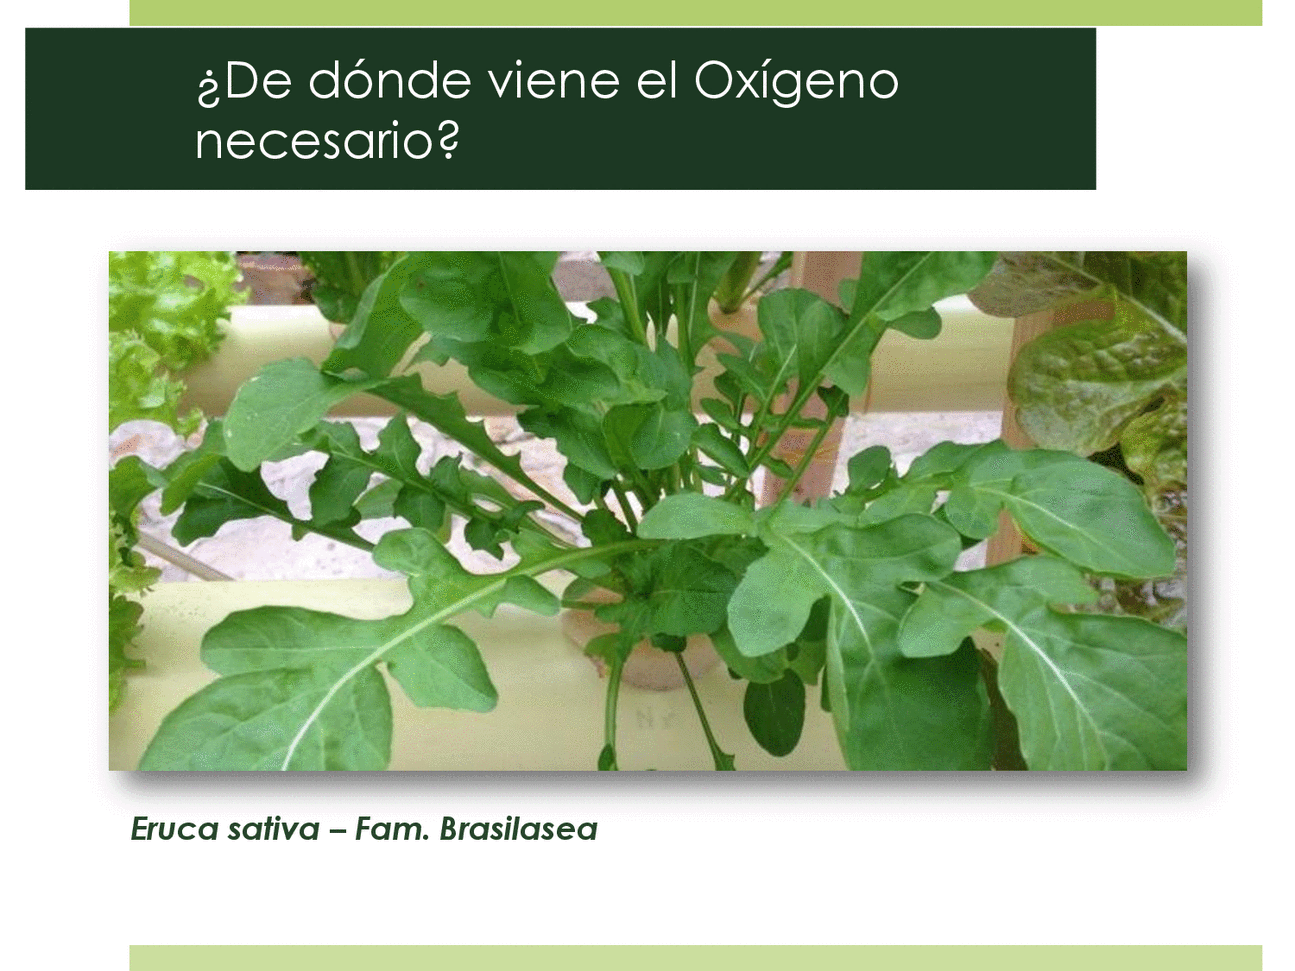 ¿De dónde viene el Oxígeno
necesario?
Eruca sativa – Fam. Brasilasea